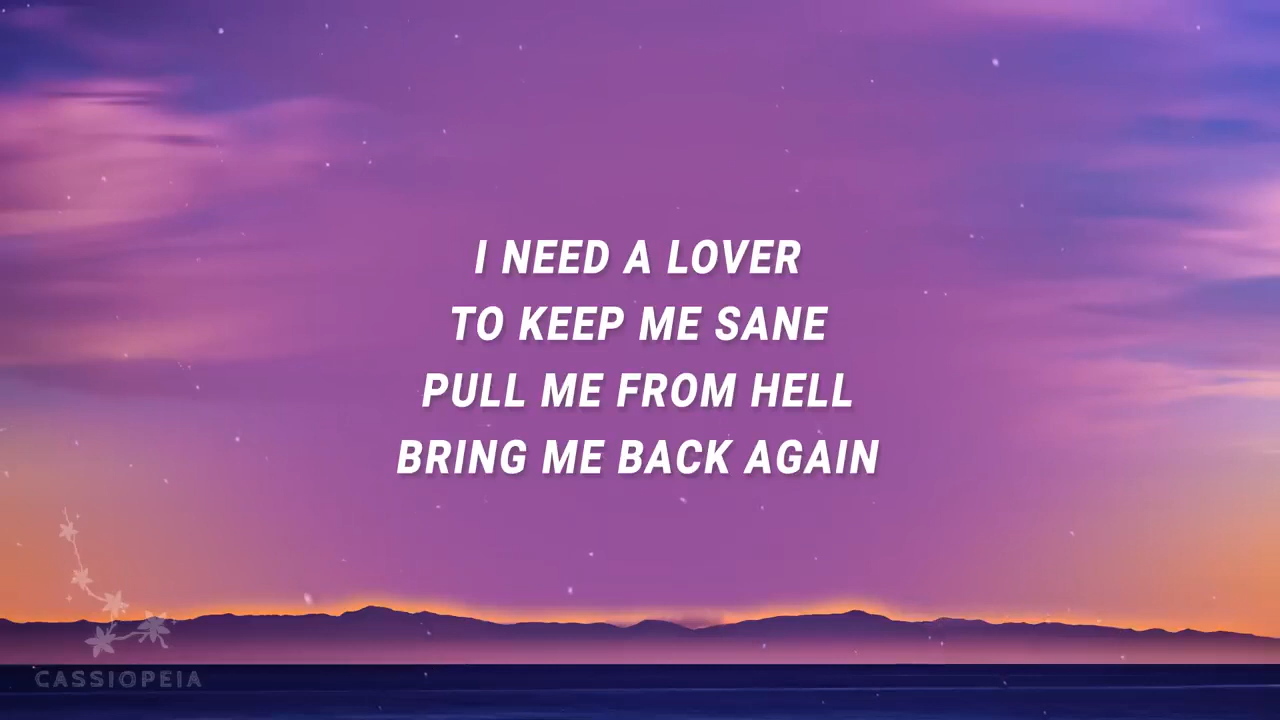 I NEED A LOVER
TO KEEP ME SANE
PULL ME FROM HELL
BRING ME BACK AGAIN
CASSIOPEIA